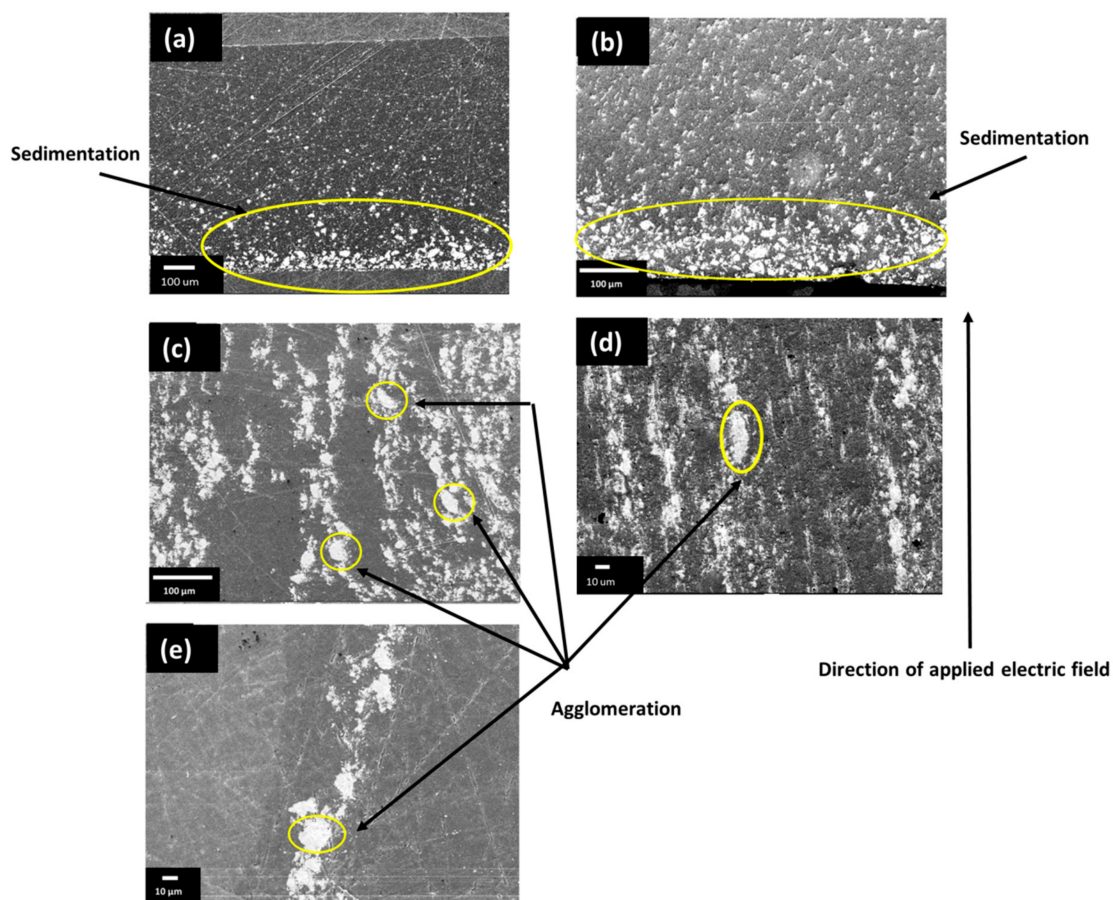 (a)
(b)
Sedimentation
Sedimentation
100 um
100 µm
(c)
(d)
100 µm
10 um
(e)
Direction of applied electric field
Agglomeration
10 µm